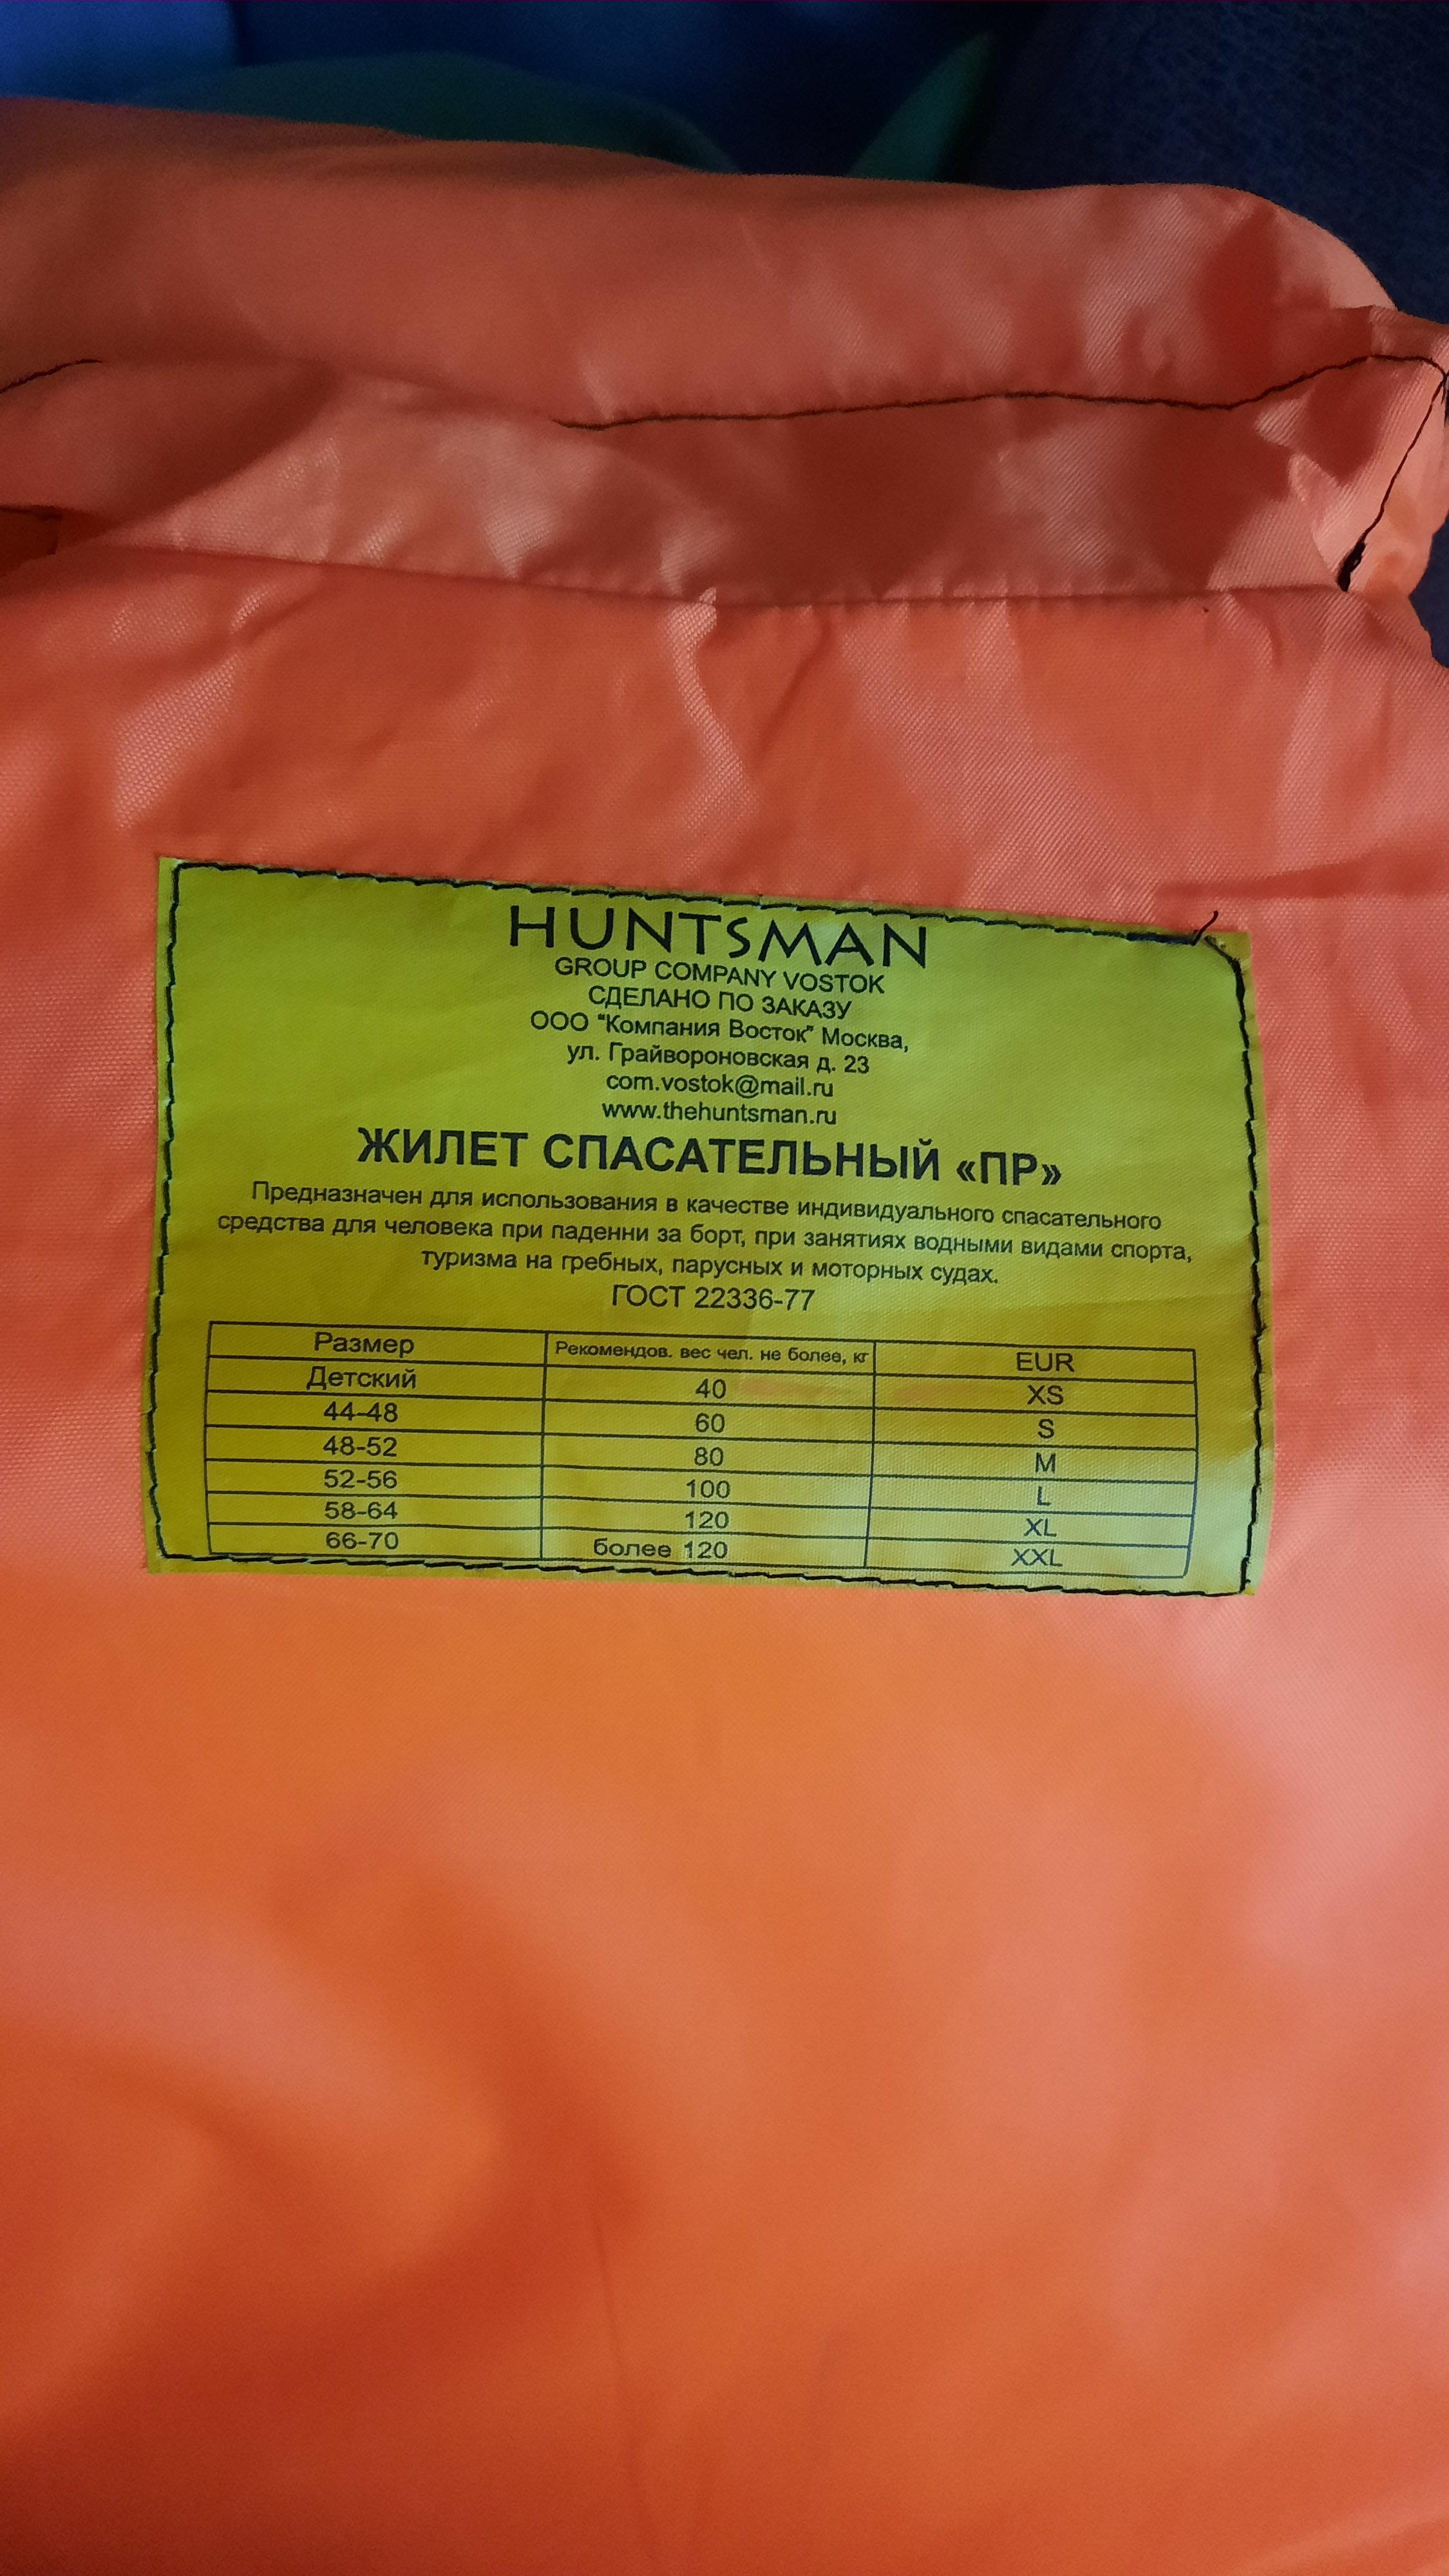 HUNTSMAN
GROUP COMPANY VOSTOK
СДЕЛАНО ПО ЗАКАЗУ
ООО "Компания Восток" Москва,
ул. Грайвороновская д. 23
com.vostok@mail.ru
www.thehuntsman.ru
ЖИЛЕТ СПАСАТЕЛЬНЫЙ «ПР»
Предназначен для использования в качестве индивидуального спасательного
средства для человека при паденни за борт, при занятиях водными видами спорта,
туризма на гребных, парусных и моторных судах.
ГОСТ 22336-77
Размер Рекомендов. вес чел. не более, кг EUR
Детский 40 XS
44-48 60 S
48-52 80 M
52-56 100 L
58-64 120 XL
66-70 более 120 XXL